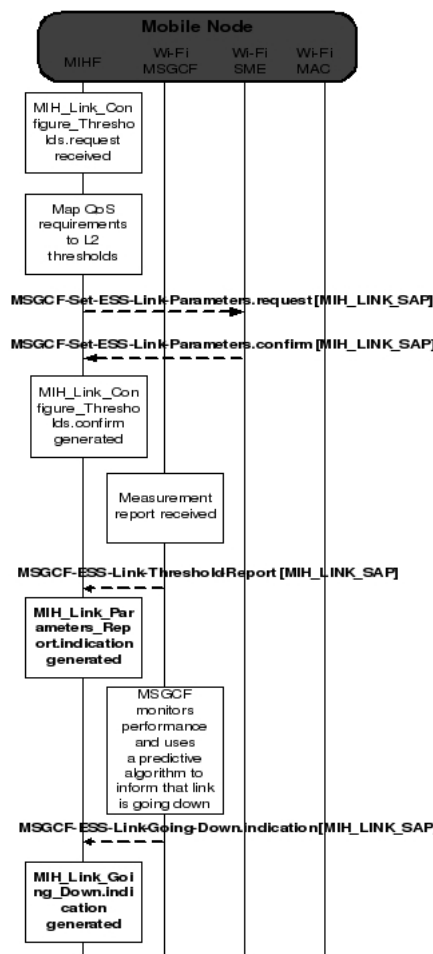 Mobile Node
MIHF
Wi-Fi
MSGCF
Wi-Fi
SME
Wi-Fi
MAC
MIH_Link_Con
figure_Thresho
lds.request
received
Map QoS
requirements
to L2
thresholds
MSGCF-Set-ESS-Link-Parameters.request[MIH_LINK_SAP]
MSGCF-Set-ESS-Link-Parameters.confirm[MIH_LINK_SAP]
MIH_Link_Con
figure_Thresho
lds.confirm
generated
Measurement
report received
MSGCF-ESS-Link-Threshold-Report [MIH_LINK_SAP]
MIH_Link_Par
ameters_Rep
ort.indication
generated
MSGCF
monitors
performance
and uses
a predictive
algorithm to
inform that link
is going down
MSGCF-ESS-Link-Going-Down.indication[MIH_LINK_SAP
MIH_Link_Goi
ng_Down.indi
cation
generated